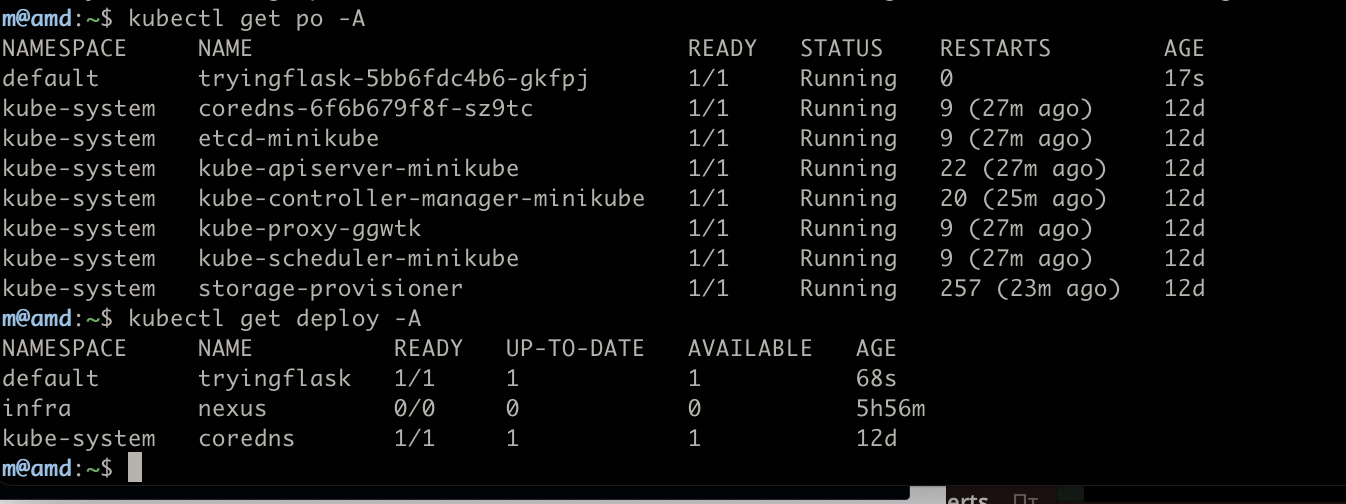 m@amd:~$ kubectl get po -A
NAMESPACE     NAME                               READY   STATUS    RESTARTS        AGE
default       tryingflask-5bb6fdc4b6-gkfpj       1/1     Running   0               17s
kube-system   coredns-6f6b679f8f-sz9tc           1/1     Running   9 (27m ago)     12d
kube-system   etcd-minikube                      1/1     Running   9 (27m ago)     12d
kube-system   kube-apiserver-minikube            1/1     Running   22 (27m ago)    12d
kube-system   kube-controller-manager-minikube   1/1     Running   20 (25m ago)    12d
kube-system   kube-proxy-ggwtk                   1/1     Running   9 (27m ago)     12d
kube-system   kube-scheduler-minikube            1/1     Running   9 (27m ago)     12d
kube-system   storage-provisioner                1/1     Running   257 (23m ago)   12d
m@amd:~$ kubectl get deploy -A
NAMESPACE     NAME          READY   UP-TO-DATE   AVAILABLE   AGE
default       tryingflask   1/1     1            1           68s
infra         nexus         0/0     0            0           5h56m
kube-system   coredns       1/1     1            1           12d
m@amd:~$